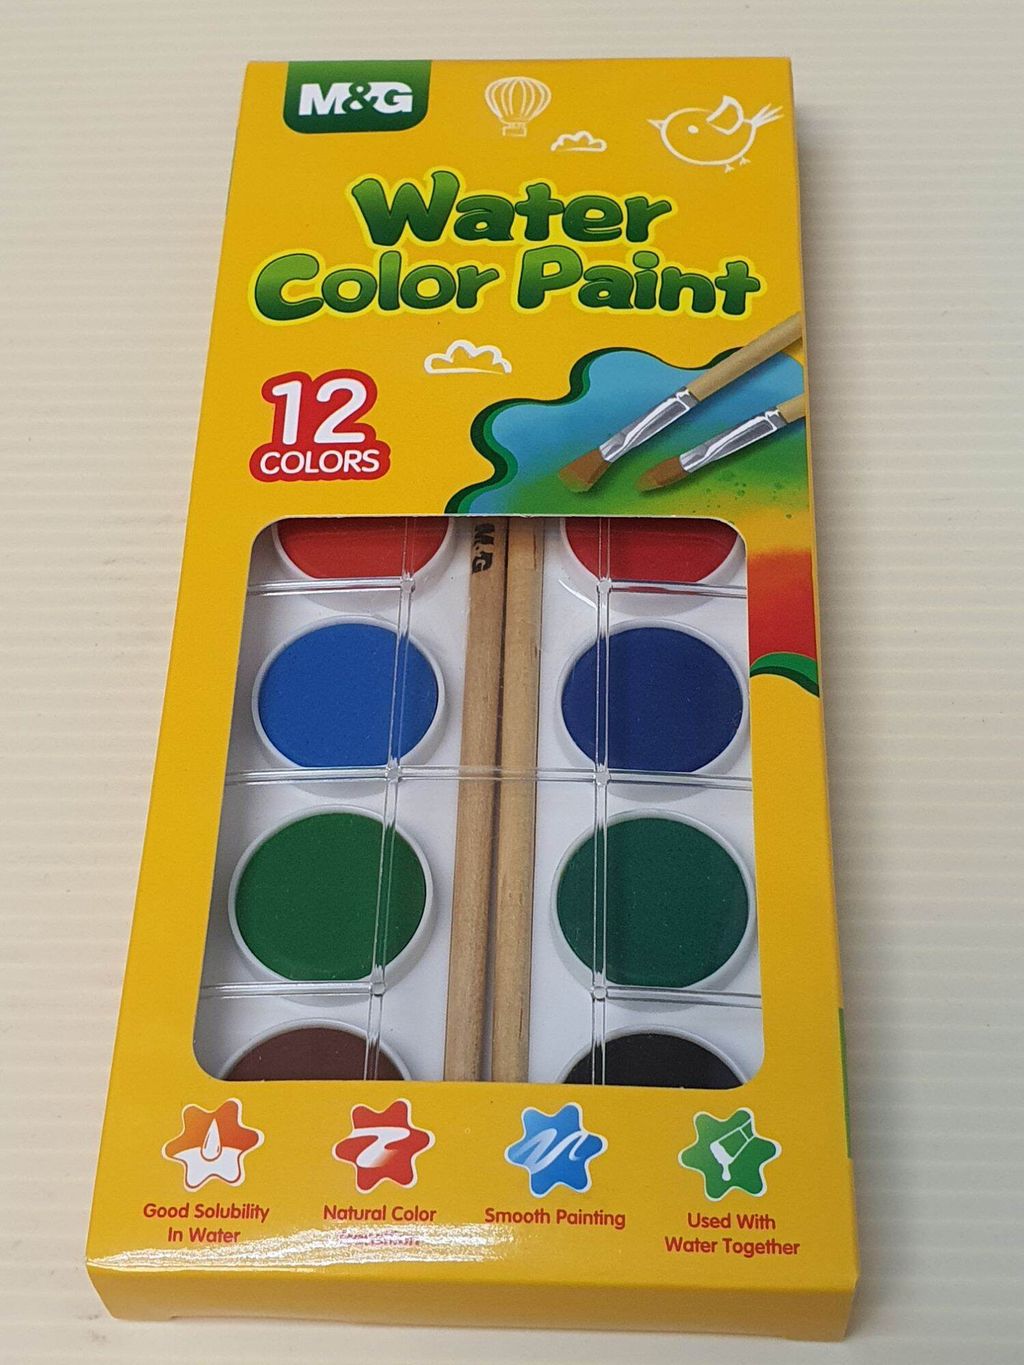 M&G
Water
Color Paint
12
COLORS
M&G
Good Solubility
In Water
Natural Color
Smooth Painting
Used With
Water Together